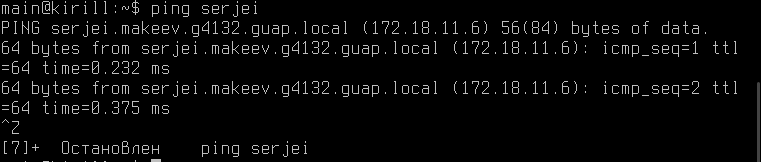 main@kirill:~$ ping serjei
PING serjei.makeev.g4132.guap.local (172.18.11.6) 56(84) bytes of data.
64 bytes from serjei.makeev.g4132.guap.local (172.18.11.6): icmp_seq=1 ttl
=64 time=0.232 ms
64 bytes from serjei.makeev.g4132.guap.local (172.18.11.6): icmp_seq=2 ttl
=64 time=0.375 ms
^Z
[7]+  Остановлен    ping serjei